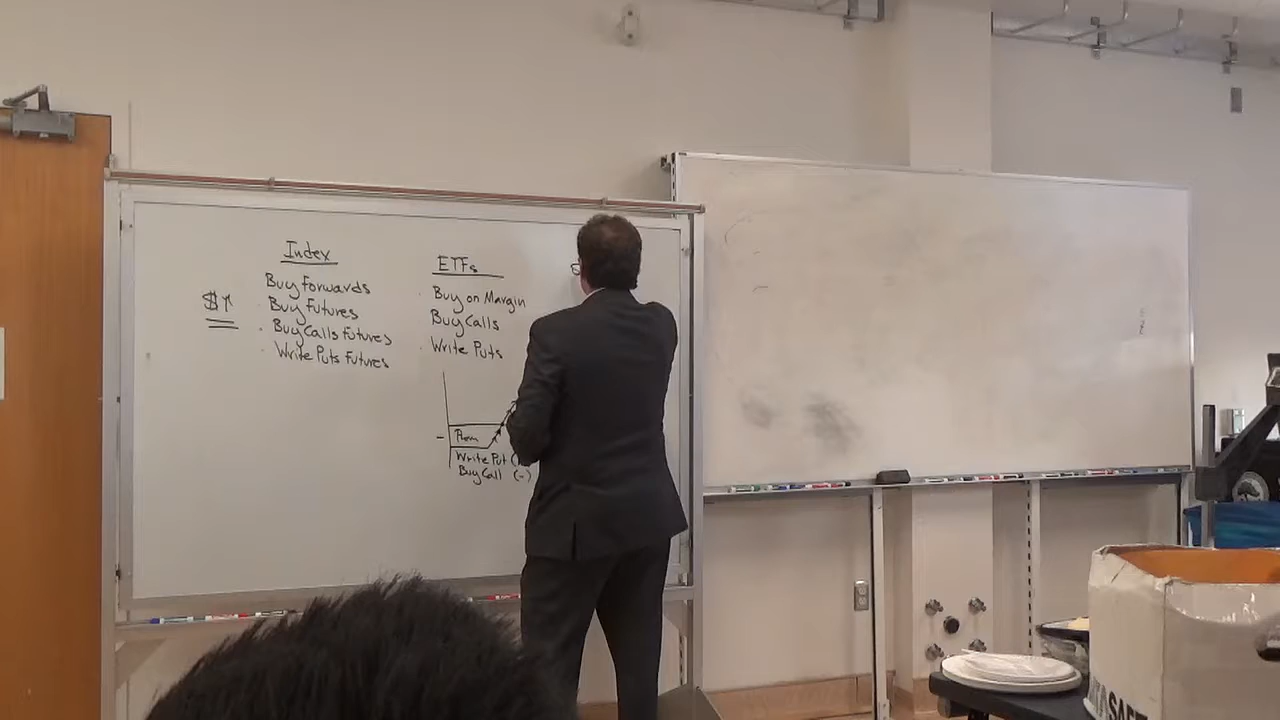 Index
Buy Forwards
Buy Futures
Buy Calls Futures
Write Puts Futures
$↑
ETFs
Buy on Margin
Buy Calls
Write Puts
Write Put (
Buy Call (-)